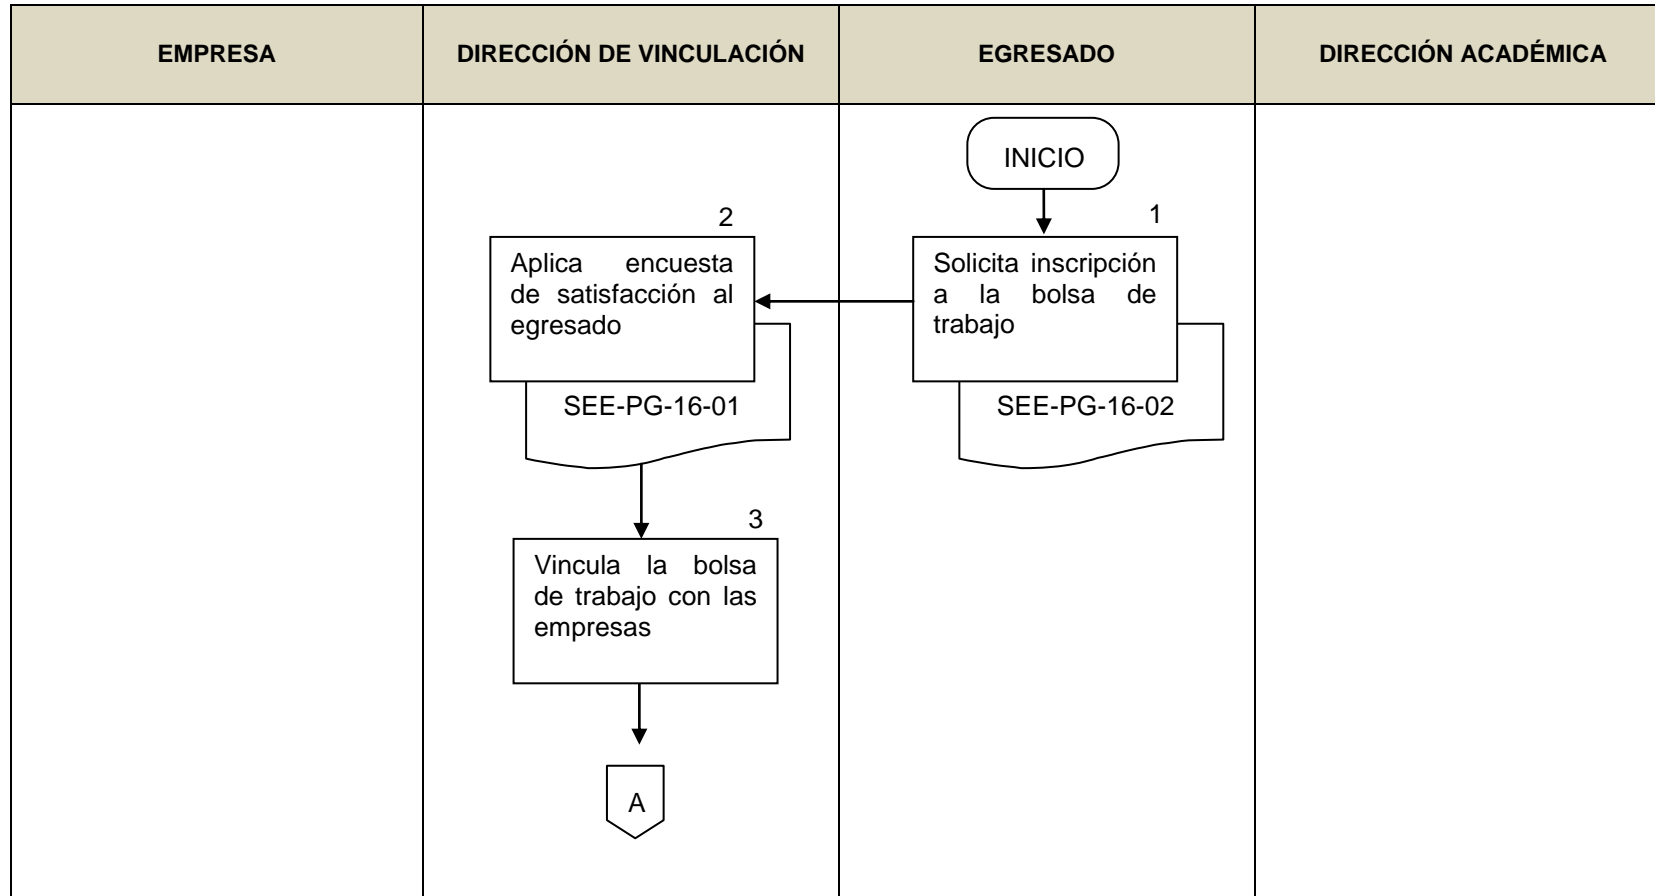 EMPRESA
DIRECCIÓN DE VINCULACIÓN
EGRESADO
DIRECCIÓN ACADÉMICA
INICIO
1
Solicita inscripción
a la bolsa de
trabajo
SEE-PG-16-02
2
Aplica encuesta
de satisfacción al
egresado
SEE-PG-16-01
3
Vincula la bolsa
de trabajo con las
empresas
A